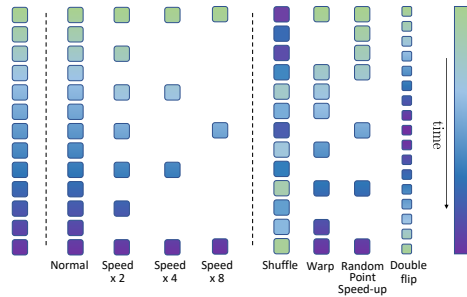 time
Normal
Speed
x 2
Speed
x 4
Speed
x 8
Shuffle
Warp
Random
Point
Speed-up
Double
flip